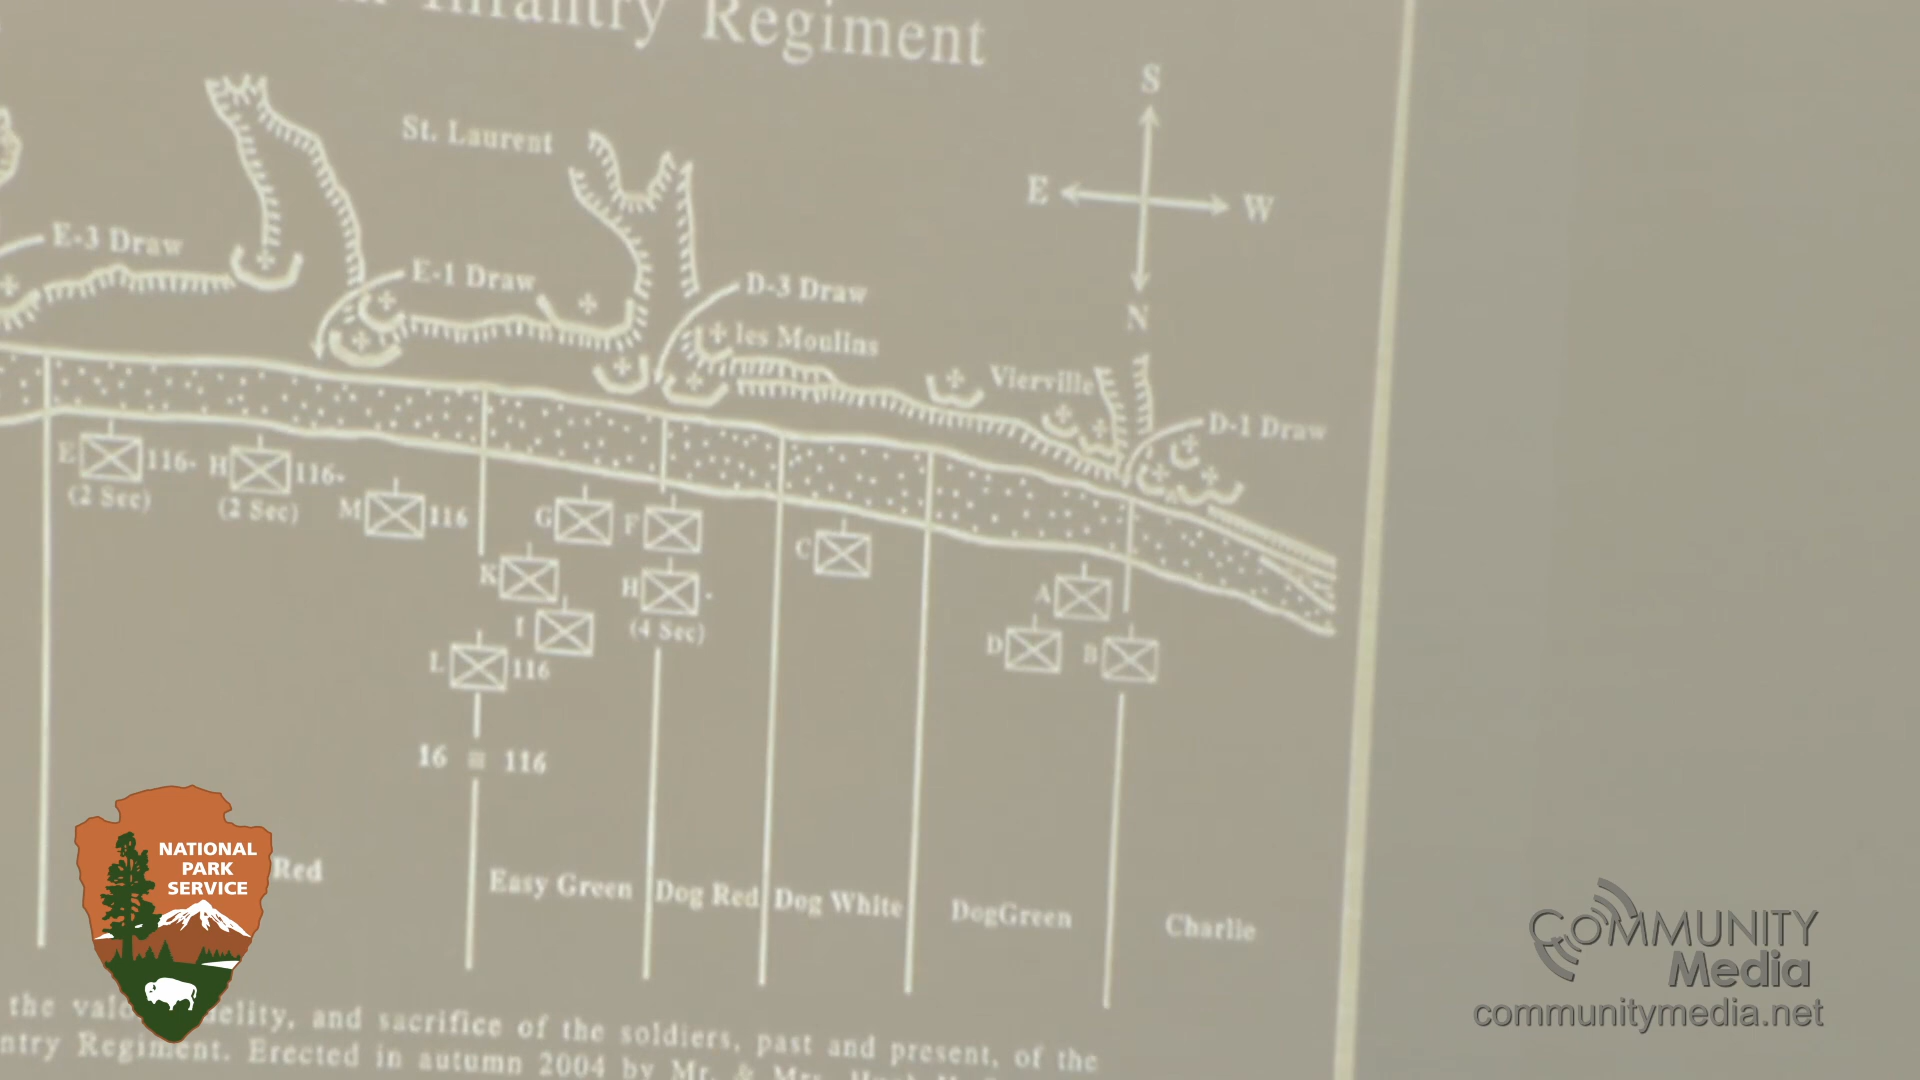 Infantry Regiment
S
St. Laurent
E W
E-3 Draw
E-1 Draw
D-3 Draw
N
les Moulins
Vierville
D-1 Draw
E 116-
(2 Sec)
H 116-
(2 Sec)
M 116
G
F
C
K
H
(4 Sec)
A
I
D
B
L 116
16 116
Red
Easy Green
Dog Red
Dog White
DogGreen
Charlie
NATIONAL
PARK
SERVICE
the and sacrifice of the soldiers, past and present, of the
Regiment. Erected in autumn 2004 by Mr. &
COMMUNITY
Media
communitymedia.net